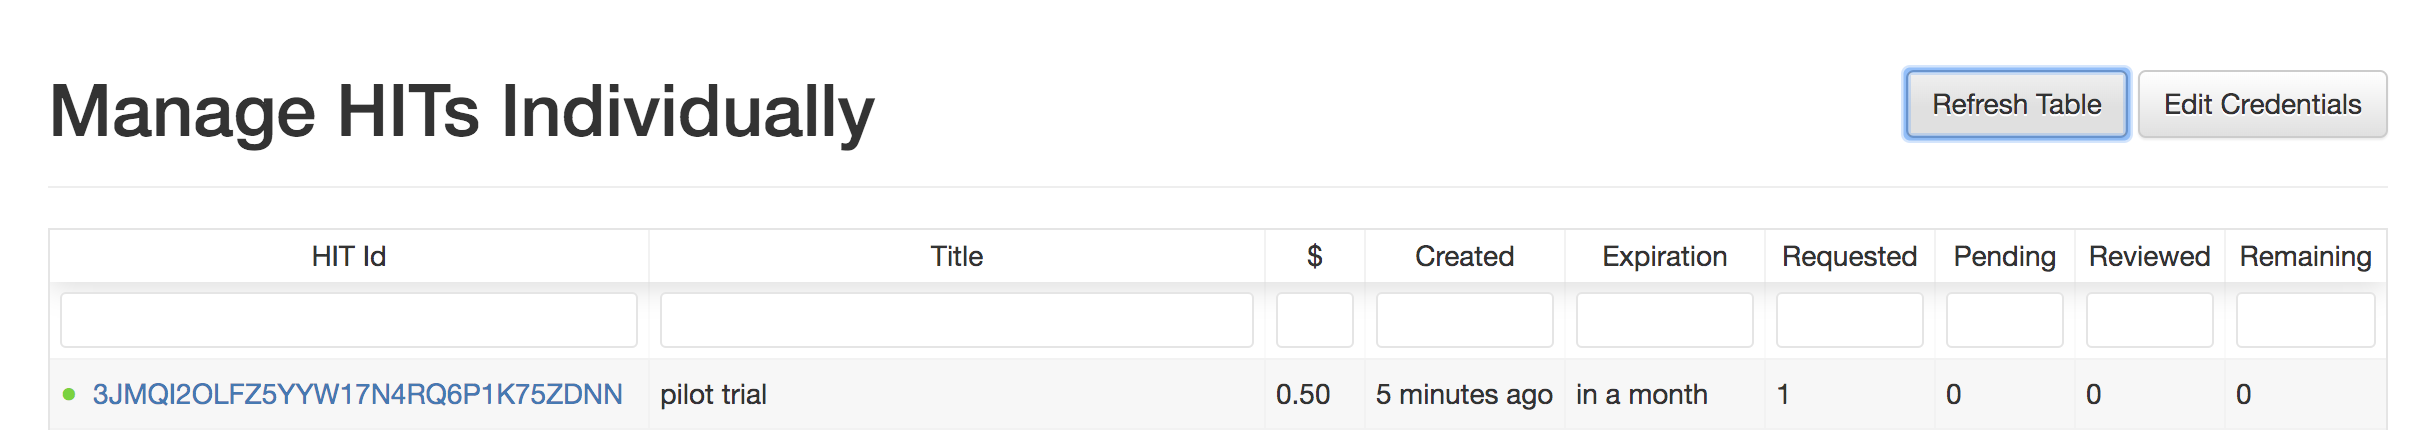 Manage HITs Individually
Refresh Table Edit Credentials
HIT Id Title $ Created Expiration Requested Pending Reviewed Remaining
3JMQI2OLFZ5YYW17N4RQ6P1K75ZDNN pilot trial 0.50 5 minutes ago in a month 1 0 0 0